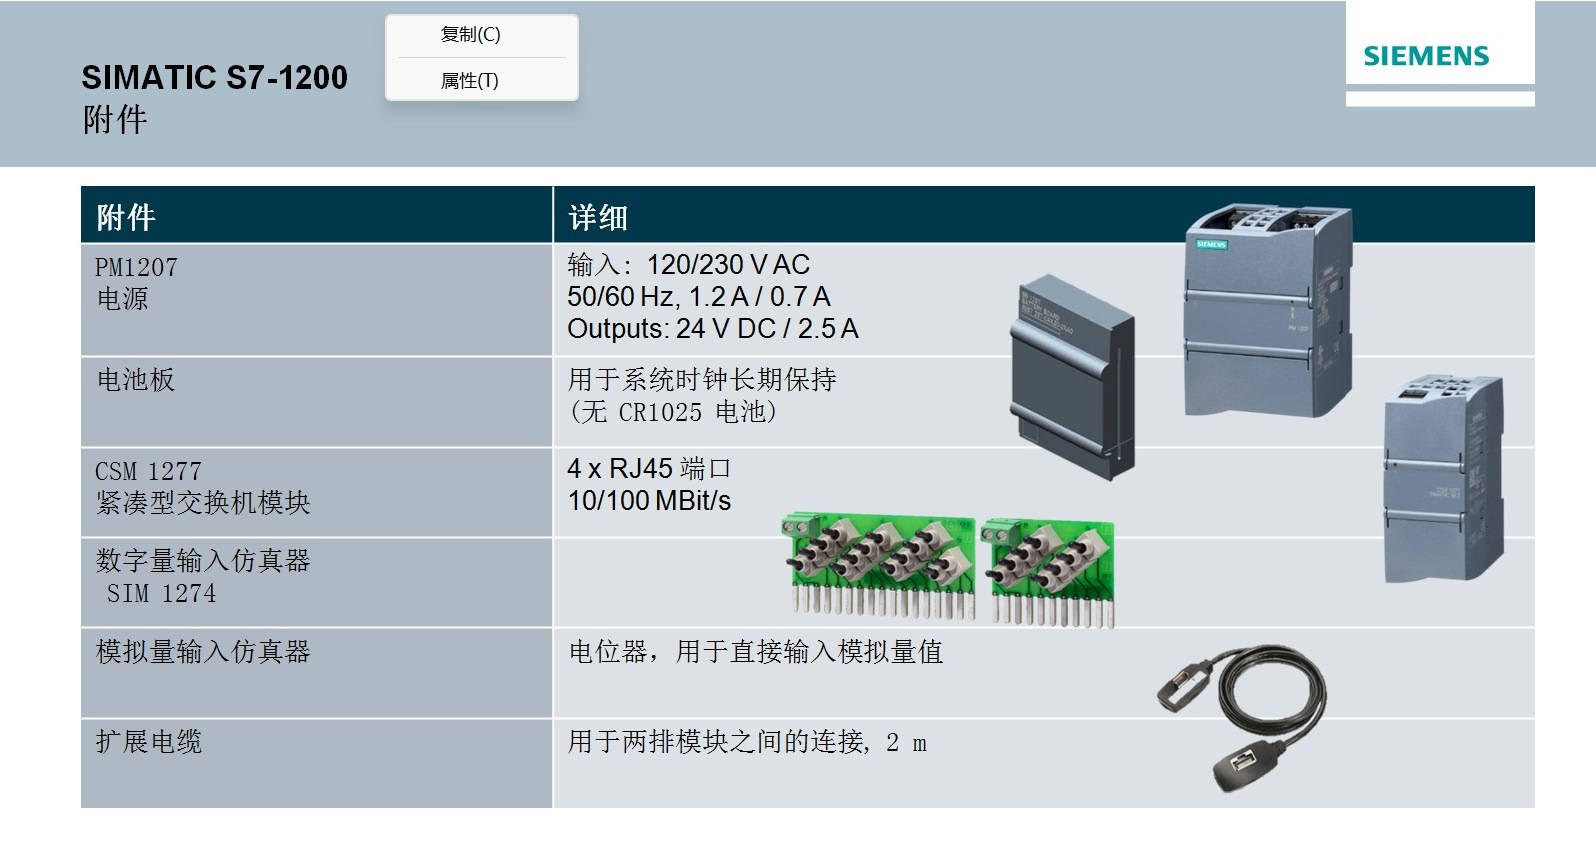 复制(C)
属性(T)
SIEMENS
SIMATIC S7-1200
附件
附件
详细
PM1207
电源
输入: 120/230 V AC
50/60 Hz, 1.2 A / 0.7 A
Outputs: 24 V DC / 2.5 A
SIEMENS
PM 1207
电池板
用于系统时钟长期保持
(无 CR1025 电池)
CSM 1277
紧凑型交换机模块
4 x RJ45 端口
10/100 MBit/s
数字量输入仿真器
SIM 1274
模拟量输入仿真器
电位器，用于直接输入模拟量值
扩展电缆
用于两排模块之间的连接, 2 m